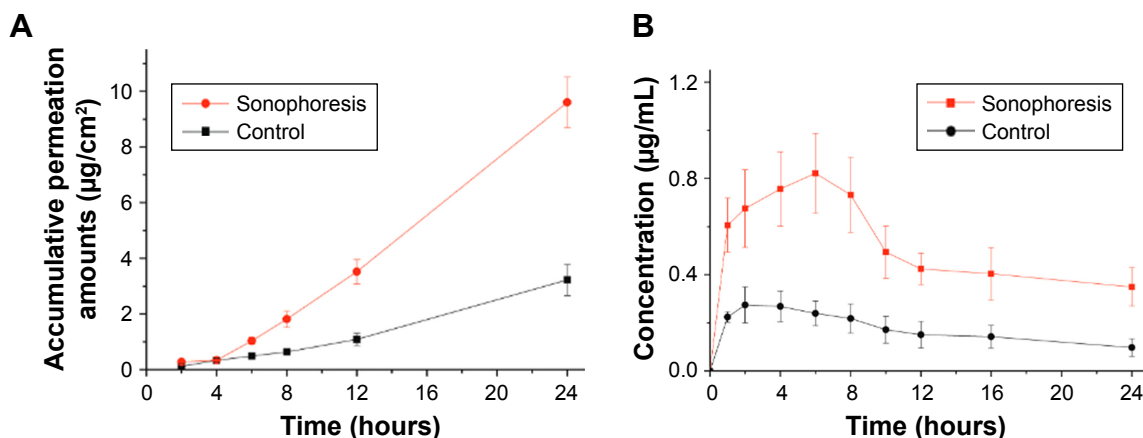 A
Accumulative permeation
amounts (µg/cm²)
10
8
6
4
2
0
Sonophoresis
Control
0
4
8
12
16
20
24
Time (hours)
B
Concentration (µg/mL)
1.2
0.8
0.4
0.0
Sonophoresis
Control
0
4
8
12
16
20
24
Time (hours)